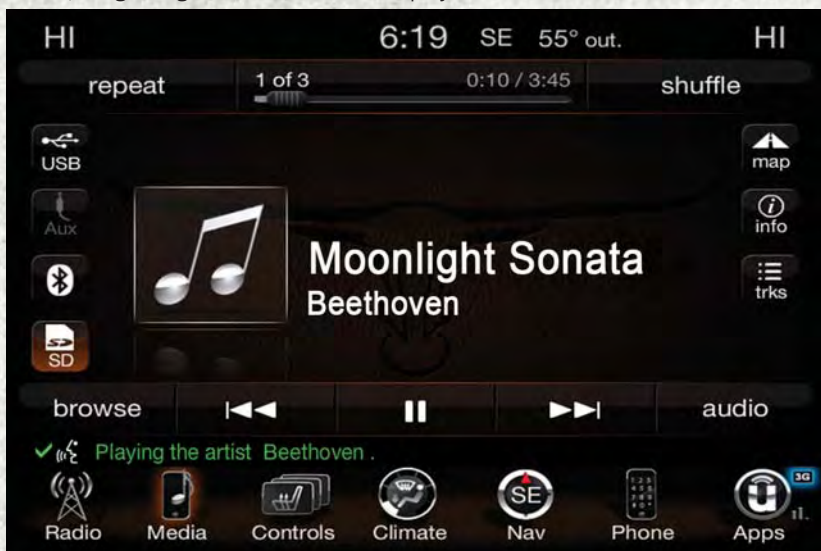 HI 6:19 SE 55° out. HI
repeat 1 of 3 0:10 / 3:45 shuffle
USB
map
Aux
info
Moonlight Sonata
Beethoven
trks
SD
browse audio
Playing the artist Beethoven .
SE
3G
Radio Media Controls Climate Nav Phone Apps